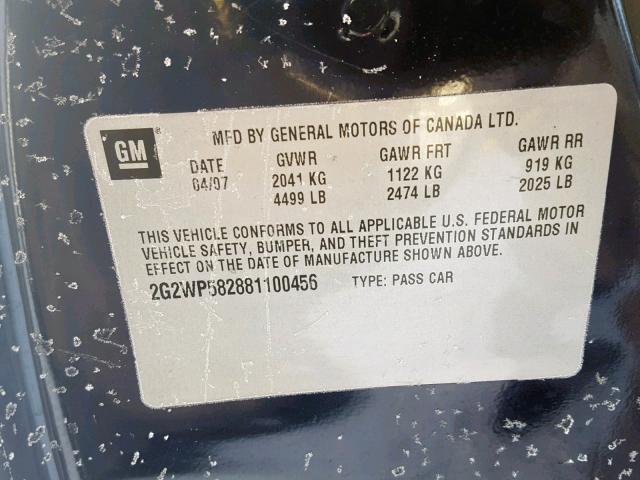 GM
MFD BY GENERAL MOTORS OF CANADA LTD.
DATE GVWR GAWR FRT GAWR RR
04/07 2041 KG 1122 KG 919 KG
4499 LB 2474 LB 2025 LB
THIS VEHICLE CONFORMS TO ALL APPLICABLE U.S. FEDERAL MOTOR
VEHICLE SAFETY, BUMPER, AND THEFT PREVENTION STANDARDS IN
EFFECT ON THE DATE OF MANUFACTURE SHOWN ABOVE.
2G2WP582881100456 TYPE: PASS CAR